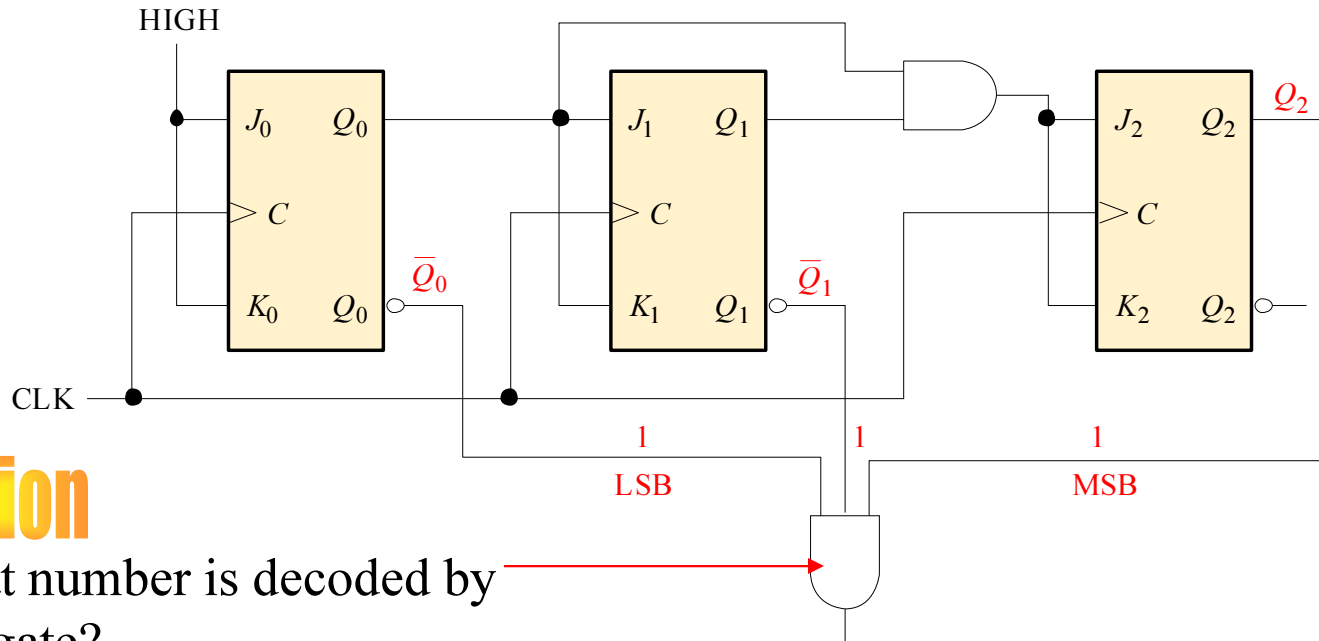 HIGH
J₀ Q₀
J₁ Q₁
J₂ Q₂
Q₂
C
C
C
Q̅₀
Q̅₁
K₀ Q₀
K₁ Q₁
K₂ Q₂
CLK
1
1
1
LSB
MSB
ion
number is decoded by
gate?